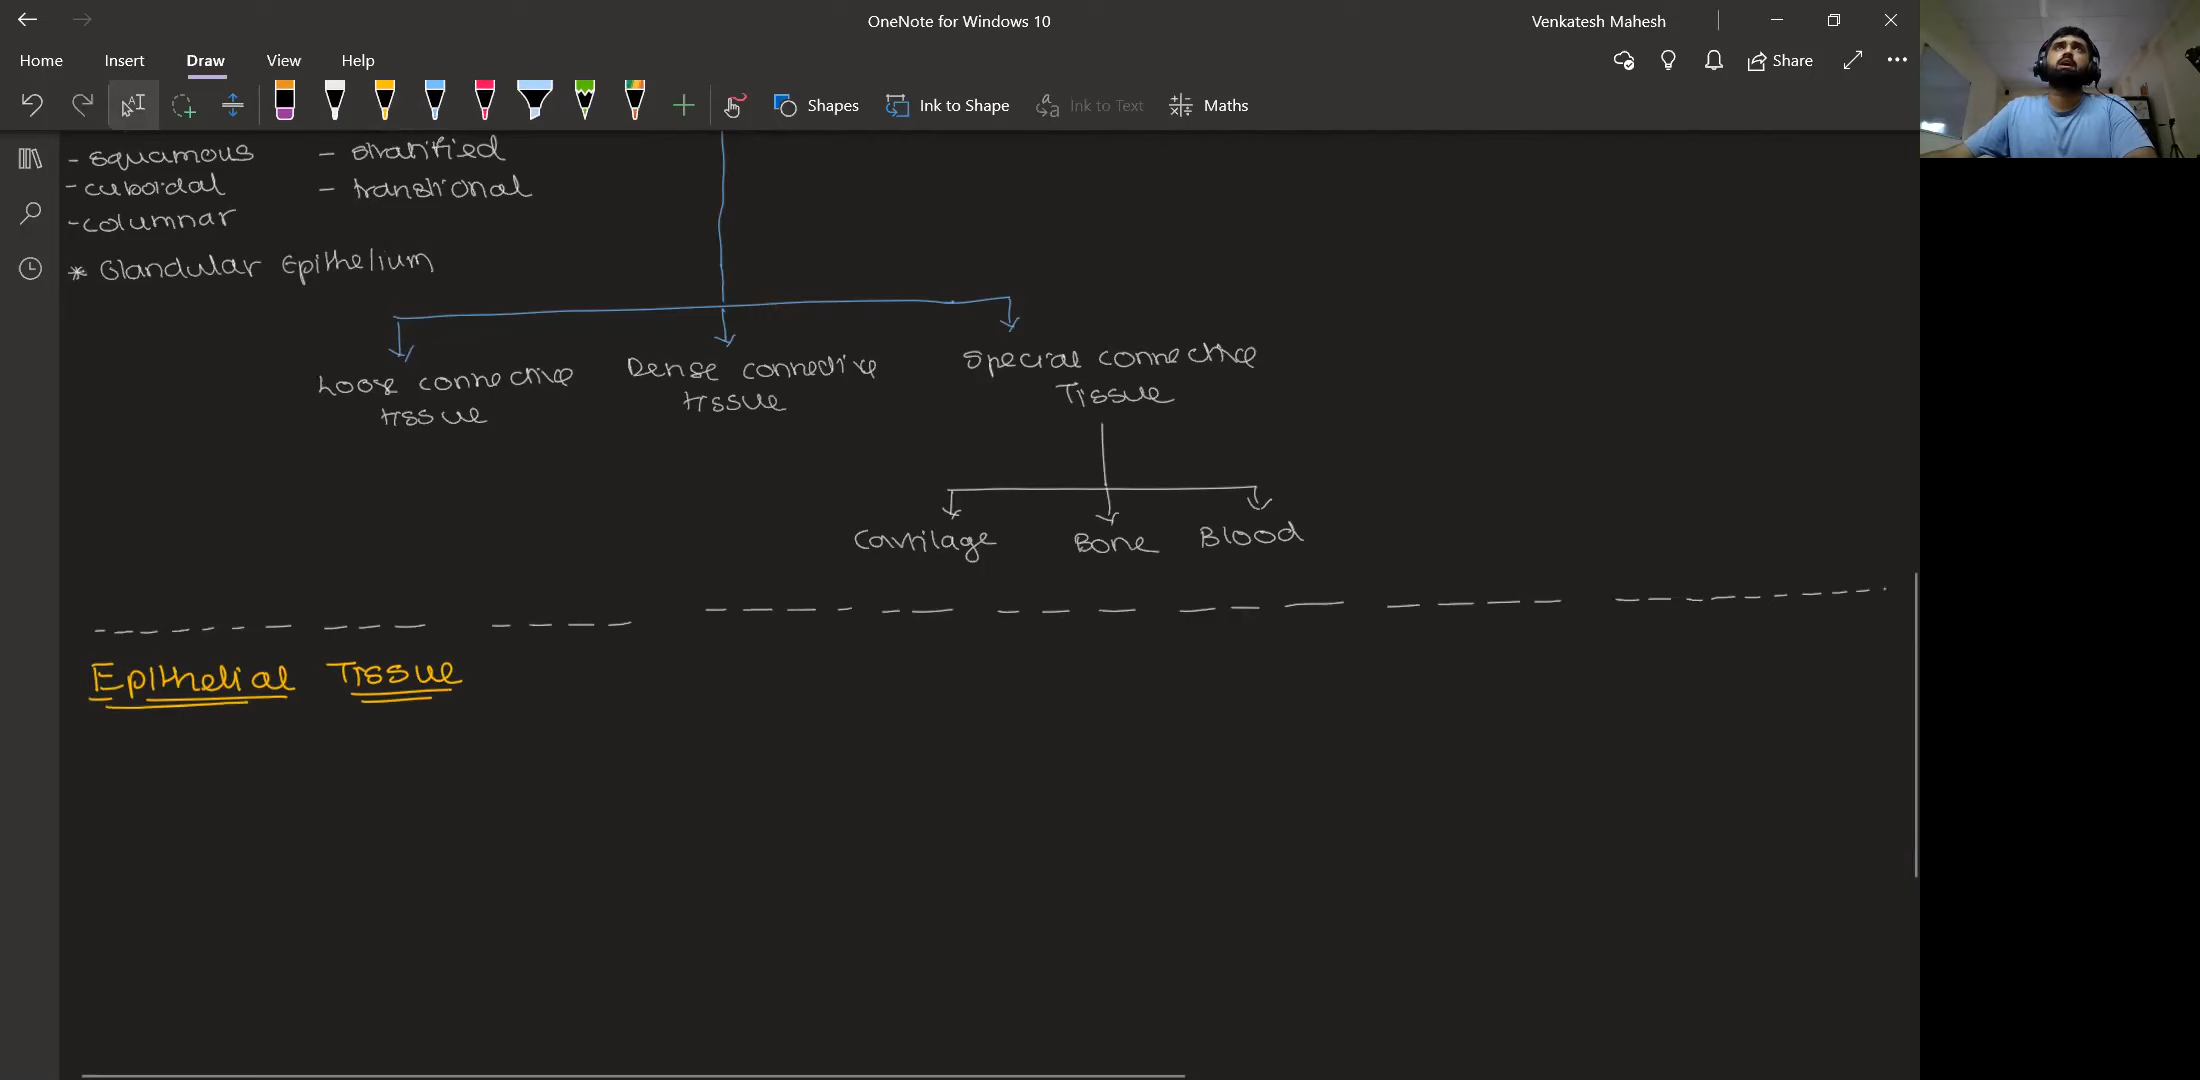 OneNote for Windows 10
Venkatesh Mahesh
Home Insert Draw View Help
Share
Shapes Ink to Shape Ink to Text Maths
- squamous - stratified
- cuboidal - transitional
- columnar
* Glandular Epithelium
Loose connective tissue
Dense connective tissue
Special connective Tissue
Cartilage Bone Blood
Epithelial Tissue